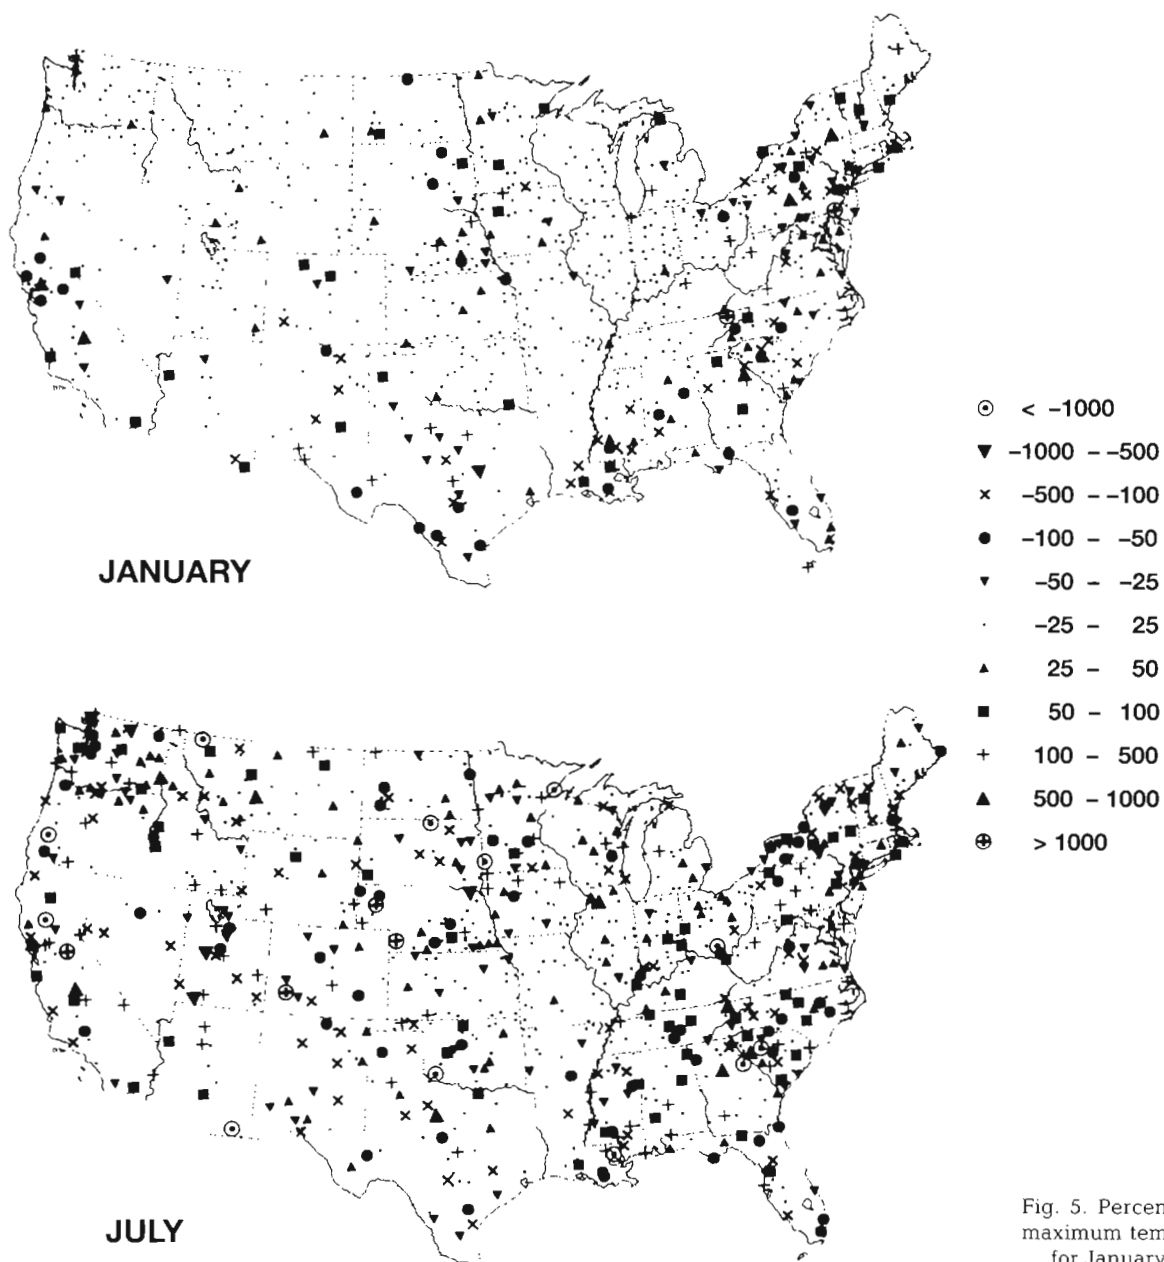 JANUARY
< -1000
-1000 - -500
-500 - -100
-100 - -50
-50 - -25
-25 - 25
25 - 50
50 - 100
100 - 500
500 - 1000
> 1000
JULY
Fig. 5. Percen
maximum tem
for January